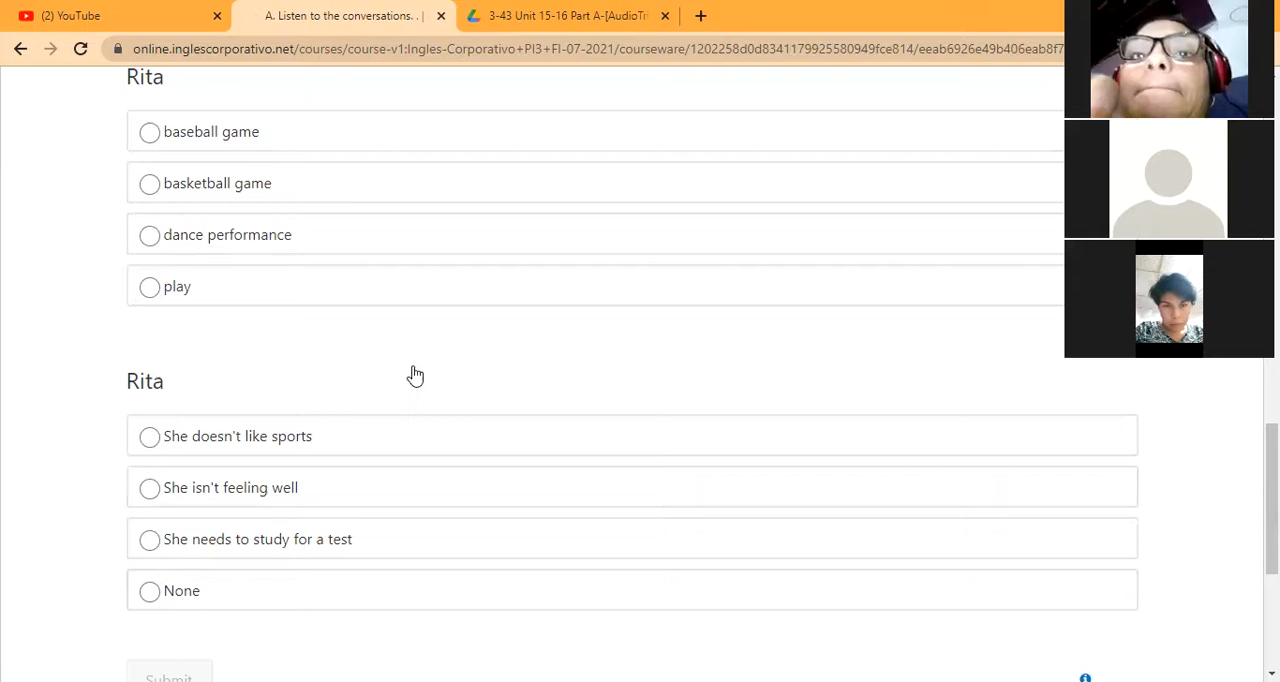 (2) YouTube
A. Listen to the conversations. . |
3-43 Unit 15-16 Part A-[AudioTri
online.inglescorporativo.net/courses/course-v1:Ingles-Corporativo+PI3+FI-07-2021/courseware/1202258d0d8341179925580949fce814/eeab6926e49b406eab8f7
Rita
baseball game
basketball game
dance performance
play
Rita
She doesn't like sports
She isn't feeling well
She needs to study for a test
None
Submit